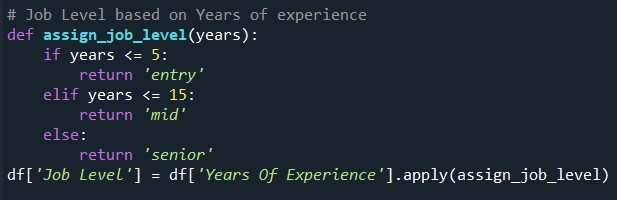 # Job Level based on Years of experience
def assign_job_level(years):
    if years <= 5:
        return 'entry'
    elif years <= 15:
        return 'mid'
    else:
        return 'senior'
df['Job Level'] = df['Years Of Experience'].apply(assign_job_level)